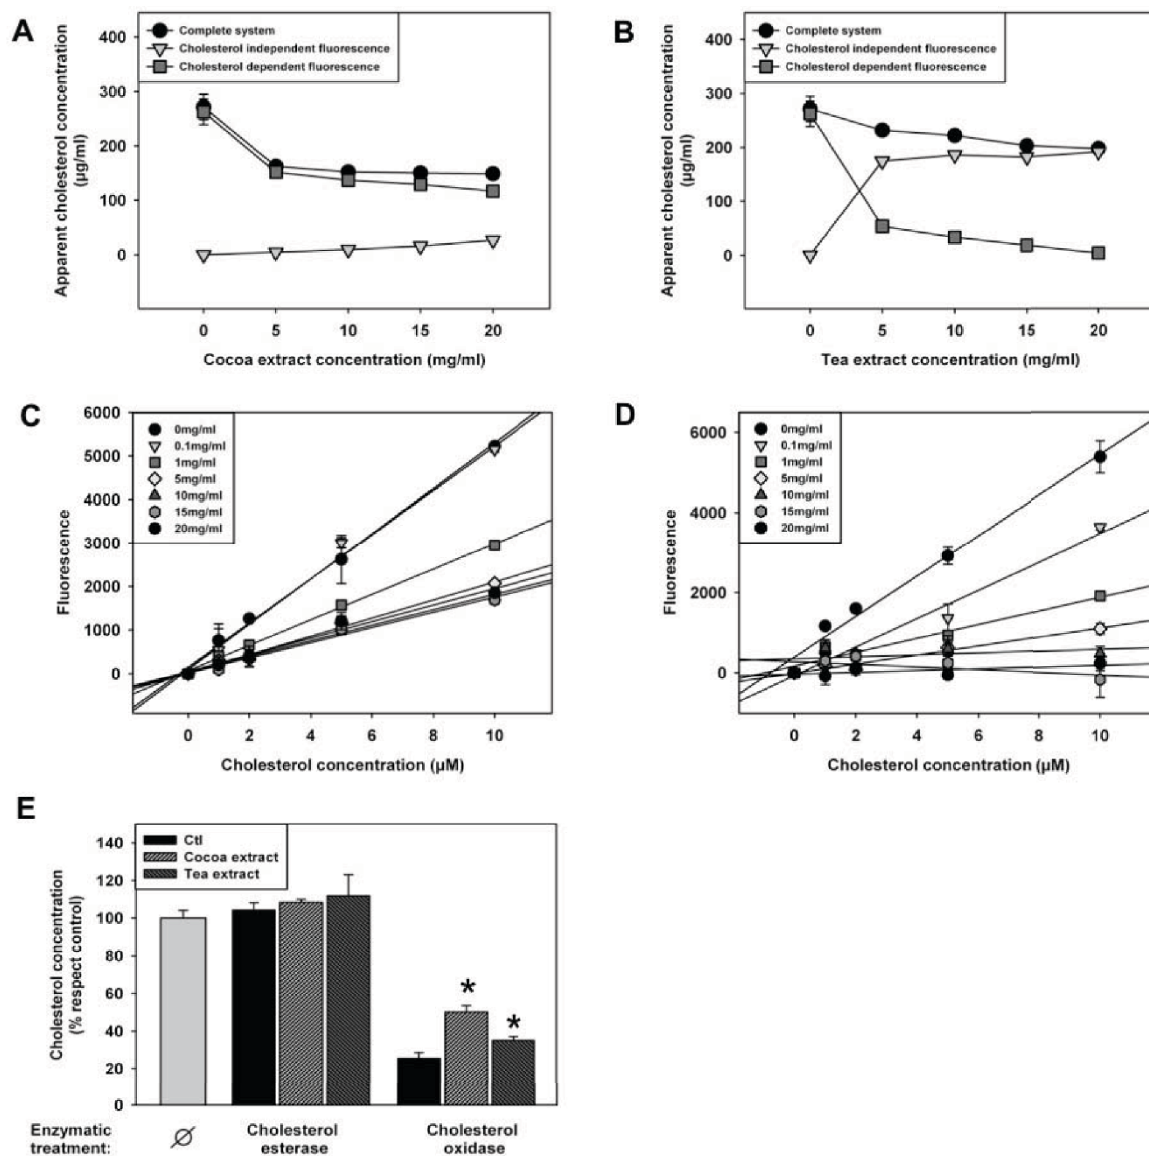 A
Complete system
Cholesterol independent fluorescence
Cholesterol dependent fluorescence
Apparent cholesterol concentration
(µg/ml)
400
300
200
100
0
0 5 10 15 20
Cocoa extract concentration (mg/ml)
B
Complete system
Cholesterol independent fluorescence
Cholesterol dependent fluorescence
Apparent cholesterol concentration
(µg/ml)
400
300
200
100
0
0 5 10 15 20
Tea extract concentration (mg/ml)
C
0mg/ml
0.1mg/ml
1mg/ml
5mg/ml
10mg/ml
15mg/ml
20mg/ml
Fluorescence
6000
5000
4000
3000
2000
1000
0
0 2 4 6 8 10
Cholesterol concentration (µM)
D
0mg/ml
0.1mg/ml
1mg/ml
5mg/ml
10mg/ml
15mg/ml
20mg/ml
Fluorescence
6000
4000
2000
0
0 2 4 6 8 10
Cholesterol concentration (µM)
E
Ctl
Cocoa extract
Tea extract
Cholesterol concentration
(% respect control)
140
120
100
80
60
40
20
0
* *
Enzymatic
treatment:
∅
Cholesterol
esterase
Cholesterol
oxidase